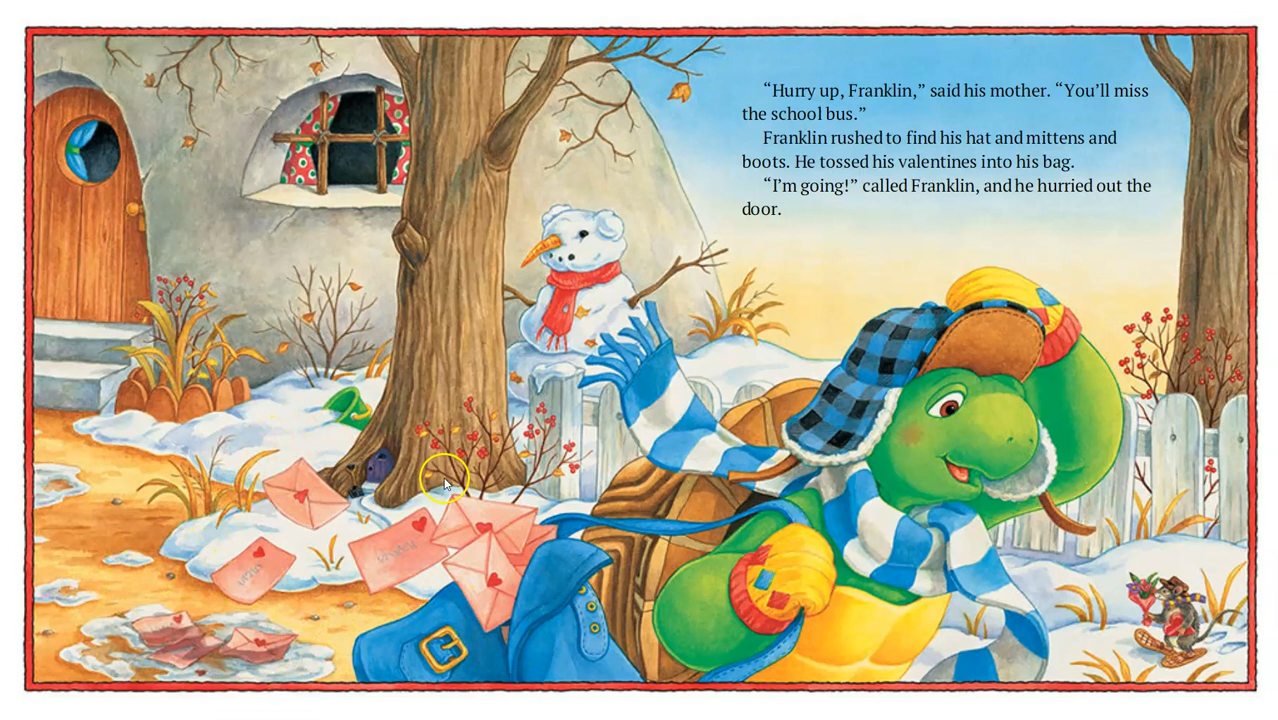 “Hurry up, Franklin,” said his mother. “You’ll miss
the school bus.”
Franklin rushed to find his hat and mittens and
boots. He tossed his valentines into his bag.
“I’m going!” called Franklin, and he hurried out the
door.